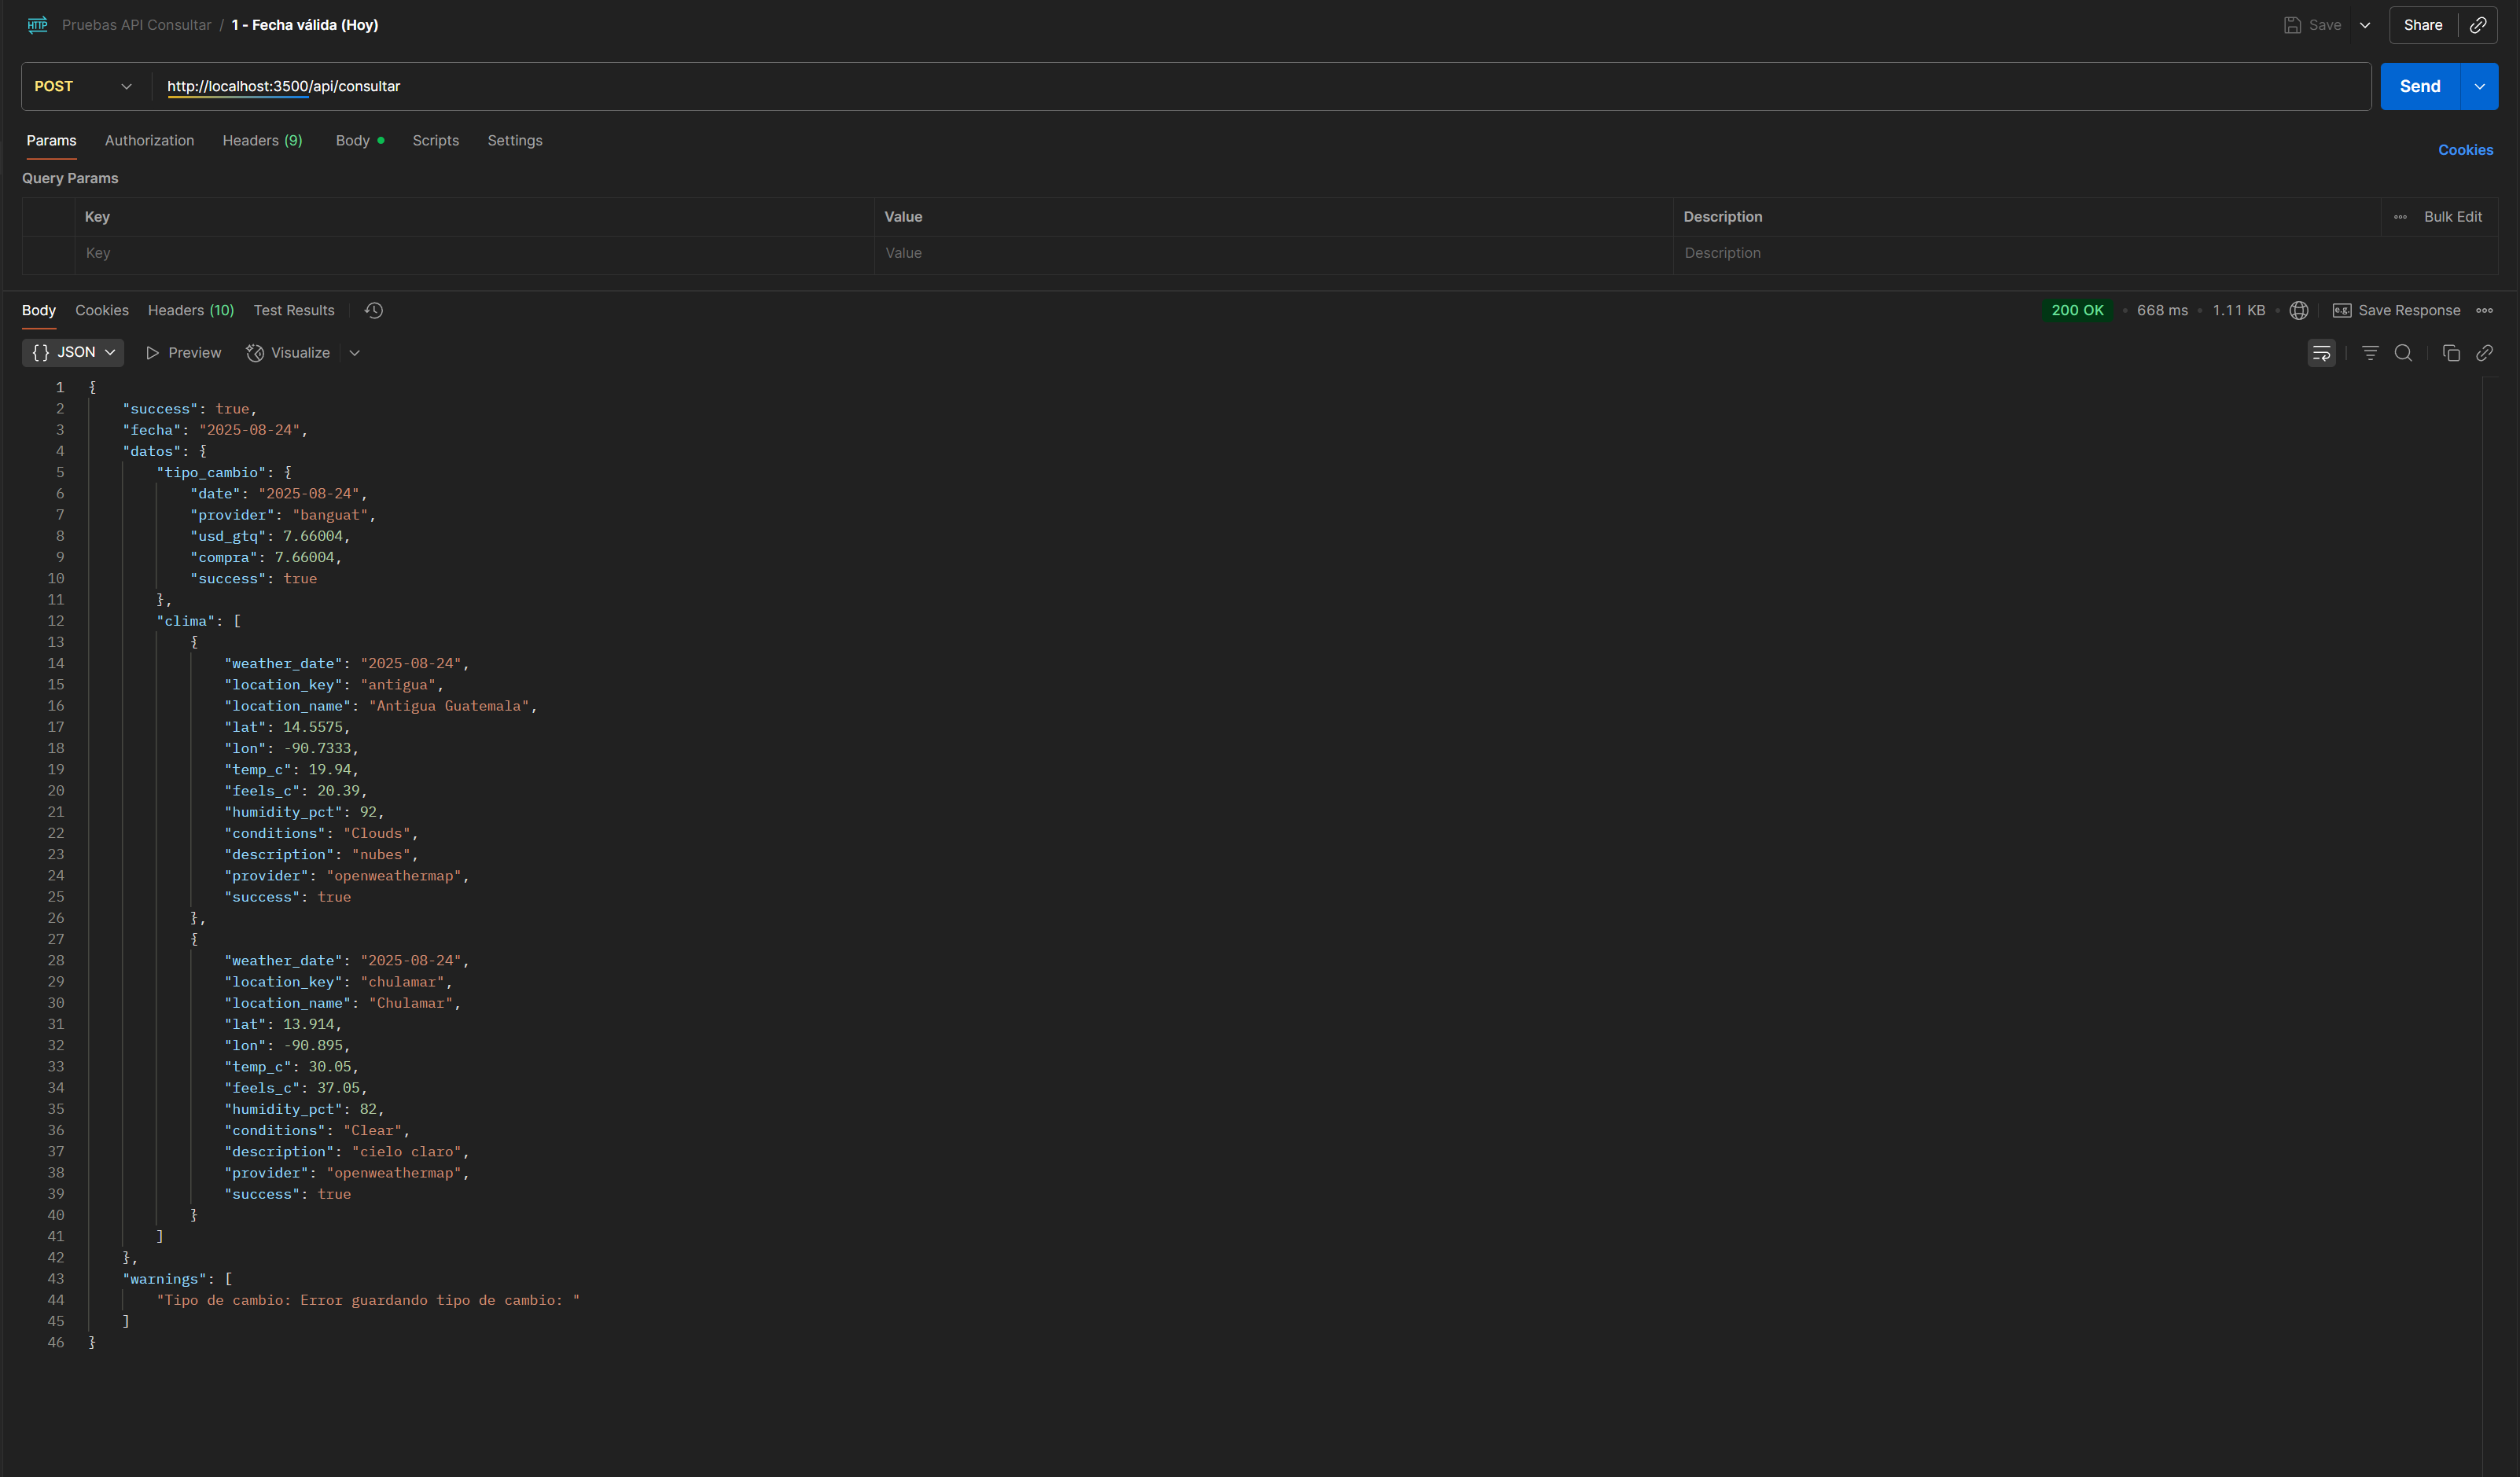 HTTP Pruebas API Consultar / 1 - Fecha válida (Hoy) Save Share
POST http://localhost:3500/api/consultar Send
Params Authorization Headers (9) Body Scripts Settings Cookies
Query Params
Key Value Description Bulk Edit
Key Value Description
Body Cookies Headers (10) Test Results 200 OK 668 ms 1.11 KB e.g. Save Response
{} JSON Preview Visualize
1 {
2 "success": true,
3 "fecha": "2025-08-24",
4 "datos": {
5 "tipo_cambio": {
6 "date": "2025-08-24",
7 "provider": "banguat",
8 "usd_gtq": 7.66004,
9 "compra": 7.66004,
10 "success": true
11 },
12 "clima": [
13 {
14 "weather_date": "2025-08-24",
15 "location_key": "antigua",
16 "location_name": "Antigua Guatemala",
17 "lat": 14.5575,
18 "lon": -90.7333,
19 "temp_c": 19.94,
20 "feels_c": 20.39,
21 "humidity_pct": 92,
22 "conditions": "Clouds",
23 "description": "nubes",
24 "provider": "openweathermap",
25 "success": true
26 },
27 {
28 "weather_date": "2025-08-24",
29 "location_key": "chulamar",
30 "location_name": "Chulamar",
31 "lat": 13.914,
32 "lon": -90.895,
33 "temp_c": 30.05,
34 "feels_c": 37.05,
35 "humidity_pct": 82,
36 "conditions": "Clear",
37 "description": "cielo claro",
38 "provider": "openweathermap",
39 "success": true
40 }
41 ]
42 },
43 "warnings": [
44 "Tipo de cambio: Error guardando tipo de cambio: "
45 ]
46 }